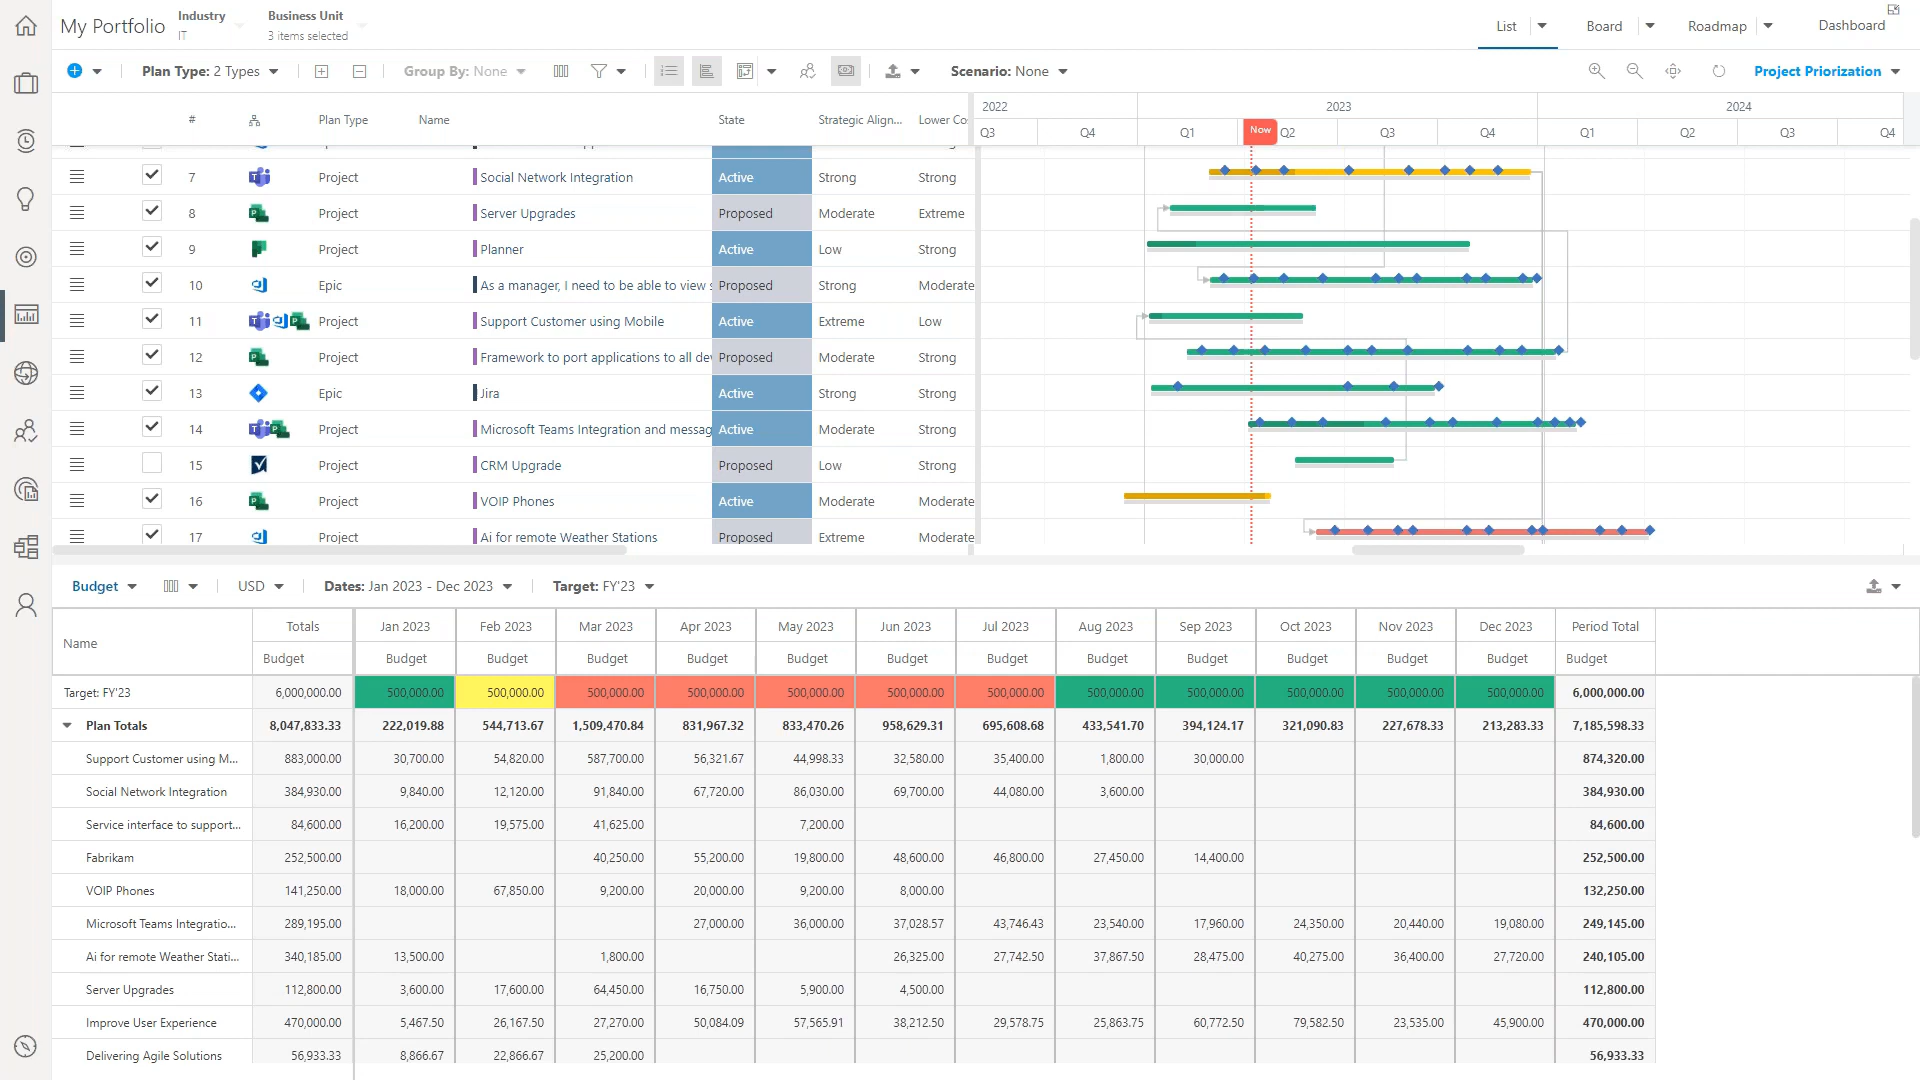 My Portfolio
Industry
IT
Business Unit
3 items selected
List
Board
Roadmap
Dashboard
Plan Type: 2 Types
Group By: None
Scenario: None
Project Priorization
# Plan Type Name State Strategic Align... Lower Co
2022 2023 2024
Q3 Q4 Q1 Now Q2 Q3 Q4 Q1 Q2 Q3 Q4
7 Project Social Network Integration Active Strong Strong
8 Project Server Upgrades Proposed Moderate Extreme
9 Project Planner Active Low Strong
10 Epic As a manager, I need to be able to view s Proposed Strong Moderate
11 Project Support Customer using Mobile Active Extreme Low
12 Project Framework to port applications to all dev Proposed Moderate Strong
13 Epic Jira Active Strong Strong
14 Project Microsoft Teams Integration and messag Active Moderate Strong
15 Project CRM Upgrade Proposed Low Strong
16 Project VOIP Phones Active Moderate Moderate
17 Project Ai for remote Weather Stations Proposed Extreme Moderate
Budget USD Dates: Jan 2023 - Dec 2023 Target: FY'23
Name Totals Jan 2023 Feb 2023 Mar 2023 Apr 2023 May 2023 Jun 2023 Jul 2023 Aug 2023 Sep 2023 Oct 2023 Nov 2023 Dec 2023 Period Total
Budget Budget Budget Budget Budget Budget Budget Budget Budget Budget Budget Budget Budget Budget
Target: FY'23 6,000,000.00 500,000.00 500,000.00 500,000.00 500,000.00 500,000.00 500,000.00 500,000.00 500,000.00 500,000.00 500,000.00 500,000.00 500,000.00 6,000,000.00
Plan Totals 8,047,833.33 222,019.88 544,713.67 1,509,470.84 831,967.32 833,470.26 958,629.31 695,608.68 433,541.70 394,124.17 321,090.83 227,678.33 213,283.33 7,185,598.33
Support Customer using M... 883,000.00 30,700.00 54,820.00 587,700.00 56,321.67 44,998.33 32,580.00 35,400.00 1,800.00 30,000.00 874,320.00
Social Network Integration 384,930.00 9,840.00 12,120.00 91,840.00 67,720.00 86,030.00 69,700.00 44,080.00 3,600.00 384,930.00
Service interface to support... 84,600.00 16,200.00 19,575.00 41,625.00 7,200.00 84,600.00
Fabrikam 252,500.00 40,250.00 55,200.00 19,800.00 48,600.00 46,800.00 27,450.00 14,400.00 252,500.00
VOIP Phones 141,250.00 18,000.00 67,850.00 9,200.00 20,000.00 9,200.00 8,000.00 132,250.00
Microsoft Teams Integratio... 289,195.00 27,000.00 36,000.00 37,028.57 43,746.43 23,540.00 17,960.00 24,350.00 20,440.00 19,080.00 249,145.00
Ai for remote Weather Stati... 340,185.00 13,500.00 1,800.00 26,325.00 27,742.50 37,867.50 28,475.00 40,275.00 36,400.00 27,720.00 240,105.00
Server Upgrades 112,800.00 3,600.00 17,600.00 64,450.00 16,750.00 5,900.00 4,500.00 112,800.00
Improve User Experience 470,000.00 5,467.50 26,167.50 27,270.00 50,084.09 57,565.91 38,212.50 29,578.75 25,863.75 60,772.50 79,582.50 23,535.00 45,900.00 470,000.00
Delivering Agile Solutions 56,933.33 8,866.67 22,866.67 25,200.00 56,933.33